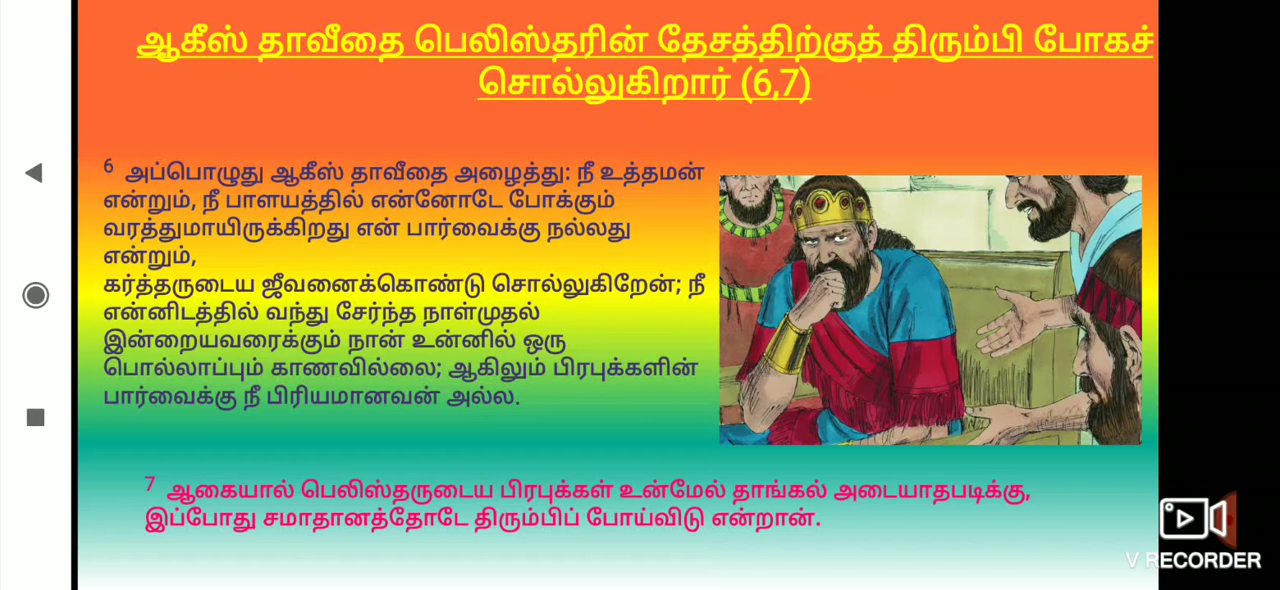 ஆகீஸ் தாவீதை பெலிஸ்தரின் தேசத்திற்குத் திரும்பி போகச்
சொல்லுகிறார் (6,7)
6 அப்பொழுது ஆகீஸ் தாவீதை அழைத்து: நீ உத்தமன்
என்றும், நீ பாளயத்தில் என்னோடே போக்கும்
வரத்துமாயிருக்கிறது என் பார்வைக்கு நல்லது
என்றும்,
கர்த்தருடைய ஜீவனைக்கொண்டு சொல்லுகிறேன்; நீ
என்னிடத்தில் வந்து சேர்ந்த நாள்முதல்
இன்றையவரைக்கும் நான் உன்னில் ஒரு
பொல்லாப்பும் காணவில்லை; ஆகிலும் பிரபுக்களின்
பார்வைக்கு நீ பிரியமானவன் அல்ல.
7 ஆகையால் பெலிஸ்தருடைய பிரபுக்கள் உன்மேல் தாங்கல் அடையாதபடிக்கு,
இப்போது சமாதானத்தோடே திரும்பிப் போய்விடு என்றான்.
V RECORDER